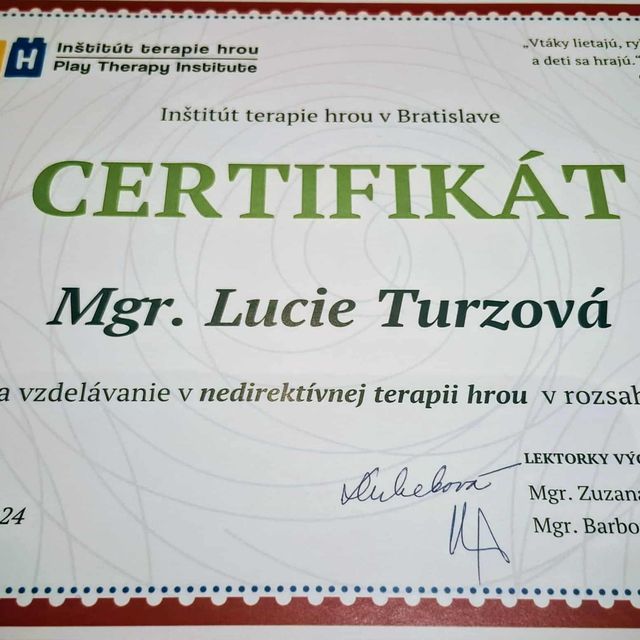 H Inštitút terapie hrou
Play Therapy Institute
„Vtáky lietajú, ry
a deti sa hrajú.“
Inštitút terapie hrou v Bratislave
CERTIFIKÁT
Mgr. Lucie Turzová
a vzdelávanie v nedirektívnej terapii hrou v rozsah
LEKTORKY VÝC
Mgr. Zuzana
Mgr. Barbo
24